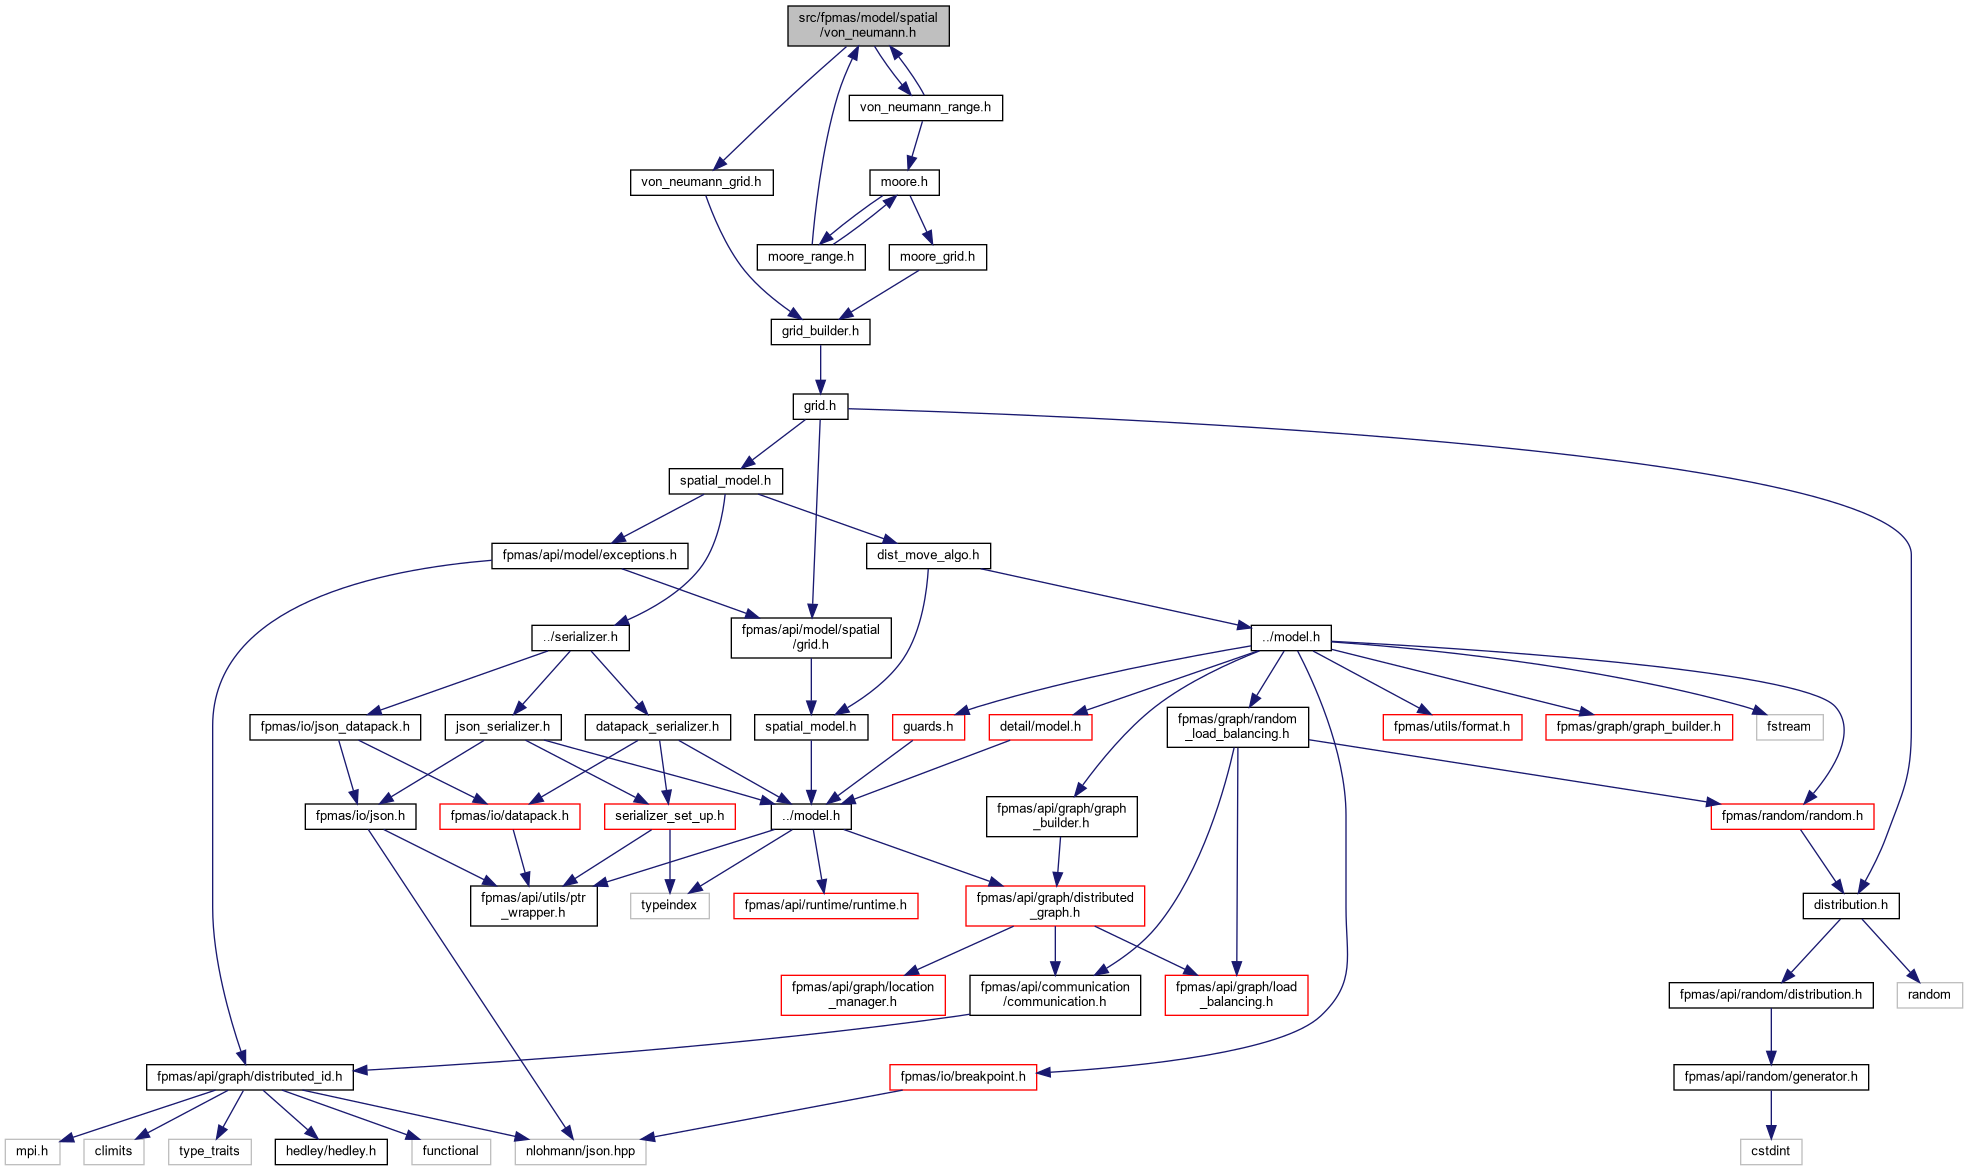 src/fpmas/model/spatial
/von_neumann.h
von_neumann_range.h
von_neumann_grid.h
moore.h
moore_range.h
moore_grid.h
grid_builder.h
grid.h
spatial_model.h
fpmas/api/model/exceptions.h
dist_move_algo.h
../serializer.h
fpmas/api/model/spatial
/grid.h
../model.h
fpmas/io/json_datapack.h
json_serializer.h
datapack_serializer.h
spatial_model.h
guards.h
detail/model.h
fpmas/graph/random
_load_balancing.h
fpmas/utils/format.h
fpmas/graph/graph_builder.h
fstream
fpmas/io/json.h
fpmas/io/datapack.h
serializer_set_up.h
../model.h
fpmas/api/graph/graph
_builder.h
fpmas/random/random.h
fpmas/api/utils/ptr
_wrapper.h
typeindex
fpmas/api/runtime/runtime.h
fpmas/api/graph/distributed
_graph.h
distribution.h
fpmas/api/graph/location
_manager.h
fpmas/api/communication
/communication.h
fpmas/api/graph/load
_balancing.h
fpmas/api/random/distribution.h
random
fpmas/api/graph/distributed_id.h
fpmas/io/breakpoint.h
fpmas/api/random/generator.h
mpi.h
climits
type_traits
hedley/hedley.h
functional
nlohmann/json.hpp
cstdint